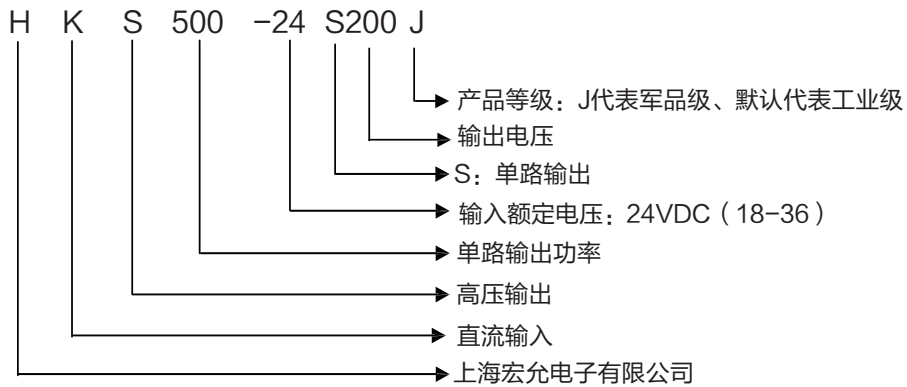 H K S 500 -24 S200 J
产品等级：J代表军品级、默认代表工业级
输出电压
S：单路输出
输入额定电压：24VDC（18-36）
单路输出功率
高压输出
直流输入
上海宏允电子有限公司